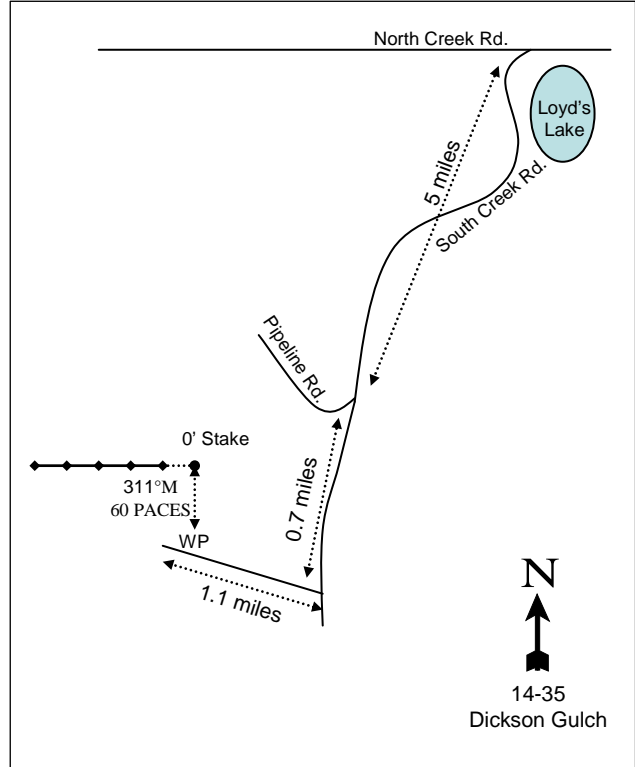 North Creek Rd.
Loyd's
Lake
5 miles
South Creek Rd.
Pipeline Rd.
0' Stake
311°M
60 PACES
0.7 miles
WP
1.1 miles
N
14-35
Dickson Gulch